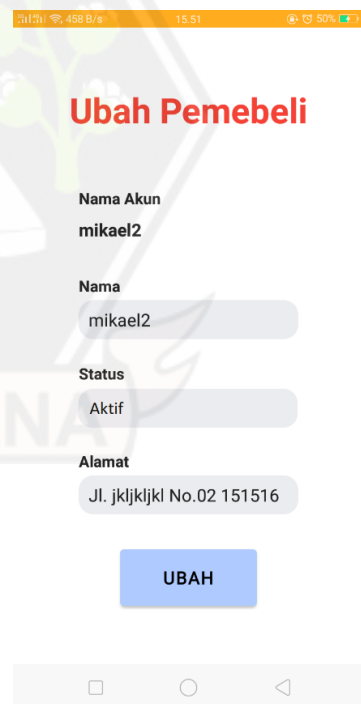 458 B/s 15.51 50%
Ubah Pemebeli
Nama Akun
mikael2
Nama
mikael2
Status
Aktif
NA
Alamat
Jl. jkljkljkl No.02 151516
UBAH